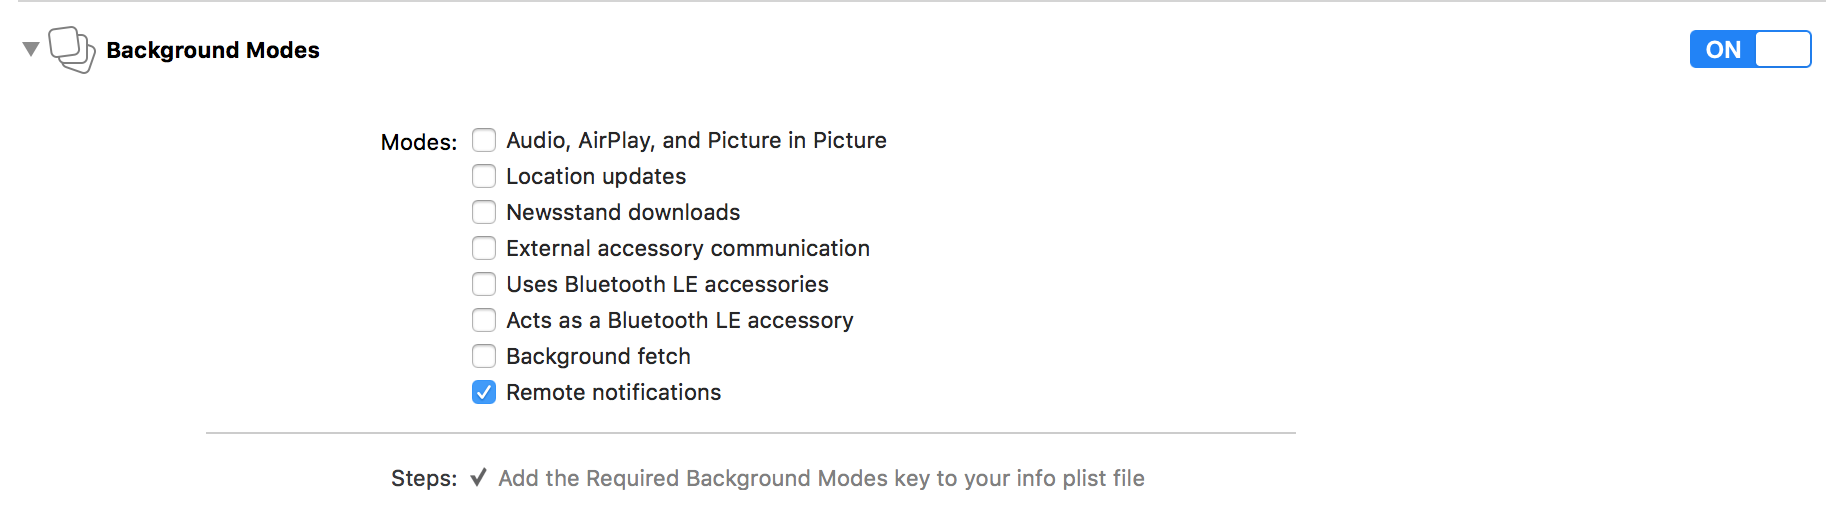 Background Modes
ON
Modes: Audio, AirPlay, and Picture in Picture
Location updates
Newsstand downloads
External accessory communication
Uses Bluetooth LE accessories
Acts as a Bluetooth LE accessory
Background fetch
Remote notifications
Steps: ✓ Add the Required Background Modes key to your info plist file